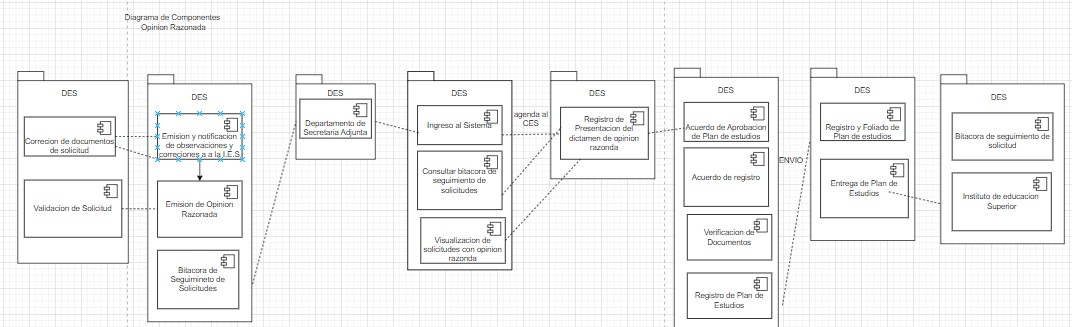 Diagrama de Componentes
Opinion Razonada
DES
Correcion de documentos
de solicitud
Validacion de Solicitud
DES
Emision y notificacion
de observaciones y
correciones a a la I.E.S
Emision de Opinion
Razonada
Bitacora de
Seguimineto de
Solicitudes
DES
Departamento de
Secretaria Adjunta
DES
Ingreso al Sistema
Consultar bitacora de
seguimiento de
solicitudes
Visualizacion de
solicitudes con opinion
razonda
agenda al
CES
DES
Registro de
Presentacion del
dictamen de opinion
razonda
DES
Acuerdo de Aprobacion
de Plan de estudios
Acuerdo de registro
Verificacion de
Documentos
Registro de Plan de
Estudios
ENVIO
DES
Registro y Foliado de
Plan de estudios
Entrega de Plan de
Estudios
DES
Bitacora de seguimiento de
solicitud
Instituto de educacion
Superior